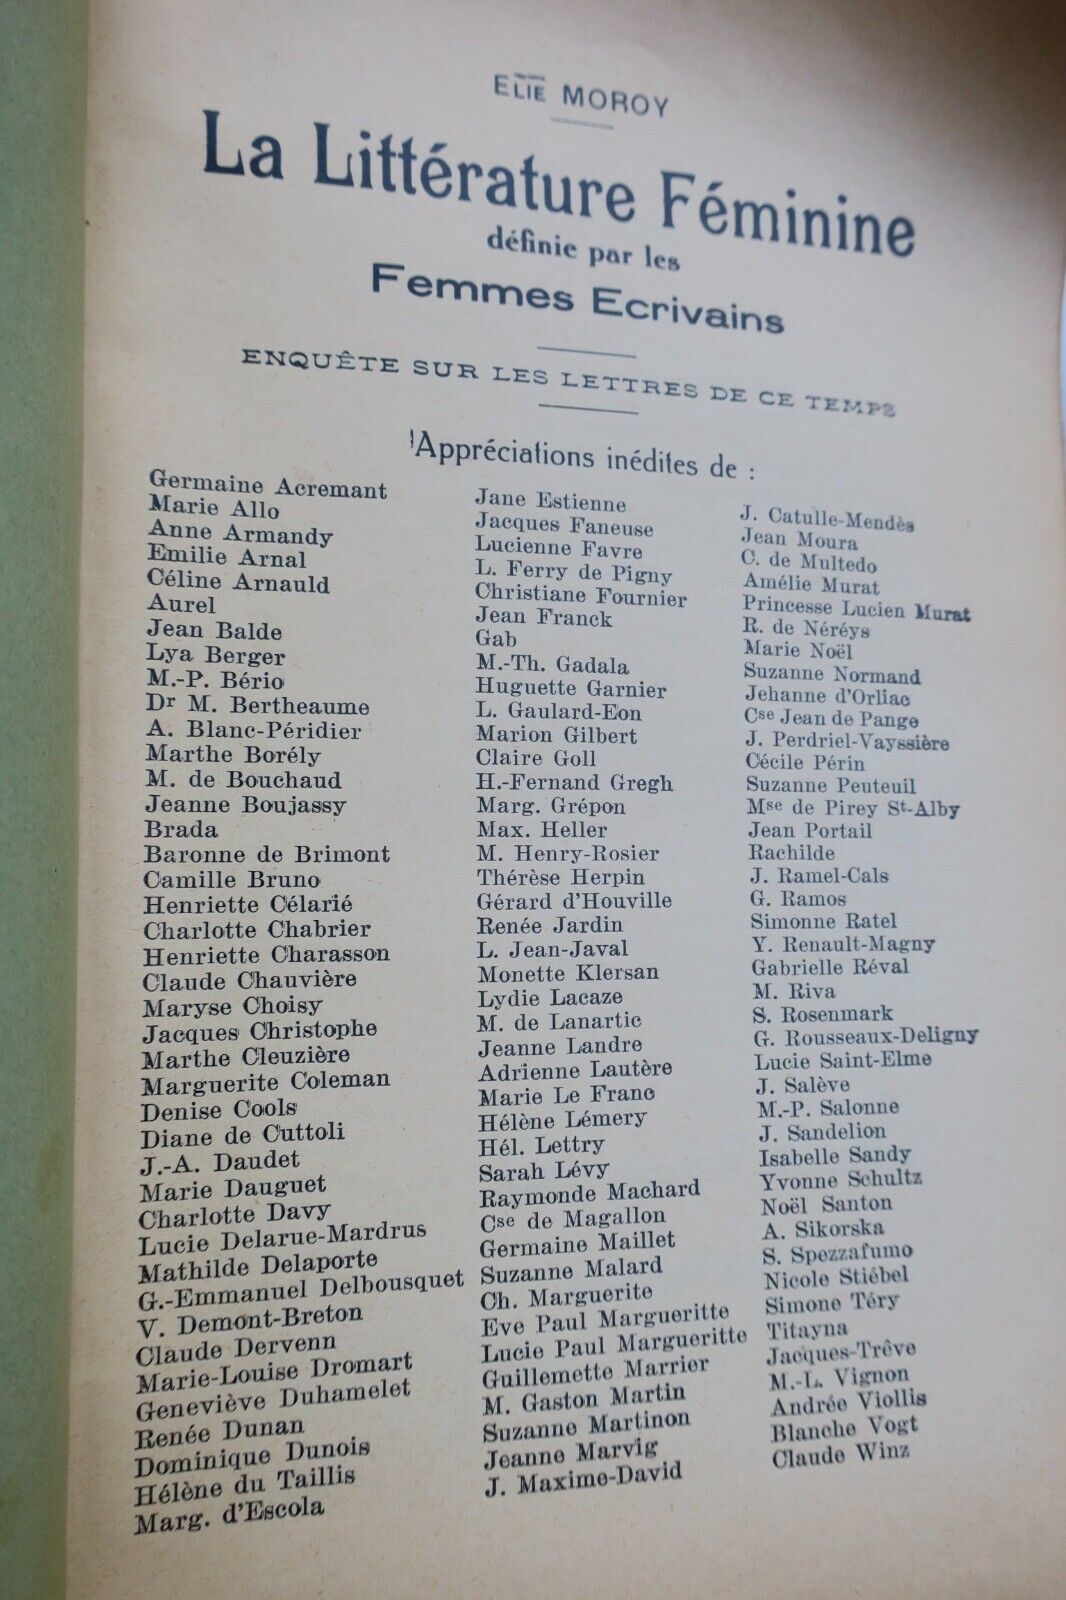 ELIE MOROY
La Littérature Féminine
définie par les
Femmes Ecrivains
ENQUÊTE SUR LES LETTRES DE CE TEMPS
Appréciations inédites de :
Germaine Acremant
Marie Allo
Anne Armandy
Emilie Arnal
Céline Arnauld
Aurel
Jean Balde
Lya Berger
M.-P. Bério
Dr M. Bertheaume
A. Blanc-Péridier
Marthe Borély
M. de Bouchaud
Jeanne Boujassy
Brada
Baronne de Brimont
Camille Bruno
Henriette Célarié
Charlotte Chabrier
Henriette Charasson
Claude Chauvière
Maryse Choisy
Jacques Christophe
Marthe Cleuzière
Marguerite Coleman
Denise Cools
Diane de Cuttoli
J.-A. Daudet
Marie Dauguet
Charlotte Davy
Lucie Delarue-Mardrus
Mathilde Delaporte
G.-Emmanuel Delbousquet
V. Demont-Breton
Claude Dervenn
Marie-Louise Dromart
Geneviève Duhamelet
Renée Dunan
Dominique Dunois
Hélène du Taillis
Marg. d'Escola
Jane Estienne
Jacques Faneuse
Lucienne Favre
L. Ferry de Pigny
Christiane Fournier
Jean Franck
Gab
M.-Th. Gadala
Huguette Garnier
L. Gaulard-Eon
Marion Gilbert
Claire Goll
H.-Fernand Gregh
Marg. Grépon
Max. Heller
M. Henry-Rosier
Thérèse Herpin
Gérard d'Houville
Renée Jardin
L. Jean-Javal
Monette Klersan
Lydie Lacaze
M. de Lanartic
Jeanne Landre
Adrienne Lautère
Marie Le Franc
Hélène Lémery
Hél. Lettry
Sarah Lévy
Raymonde Machard
Cse de Magallon
Germaine Maillet
Suzanne Malard
Ch. Marguerite
Eve Paul Margueritte
Lucie Paul Margueritte
Guillemette Marrier
M. Gaston Martin
Suzanne Martinon
Jeanne Marvig
J. Maxime-David
J. Catulle-Mendès
Jean Moura
C. de Multedo
Amélie Murat
Princesse Lucien Murat
R. de Néréys
Marie Noël
Suzanne Normand
Jehanne d'Orliac
Cse Jean de Pange
J. Perdriel-Vayssière
Cécile Périn
Suzanne Peuteuil
Mse de Pirey St-Alby
Jean Portail
Rachilde
J. Ramel-Cals
G. Ramos
Simonne Ratel
Y. Renault-Magny
Gabrielle Réval
M. Riva
S. Rosenmark
G. Rousseaux-Deligny
Lucie Saint-Elme
J. Salève
M.-P. Salonne
J. Sandelion
Isabelle Sandy
Yvonne Schultz
Noël Santon
A. Sikorska
S. Spezzafumo
Nicole Stiébel
Simone Téry
Titayna
Jacques-Trêve
M.-L. Vignon
Andrée Viollis
Blanche Vogt
Claude Winz